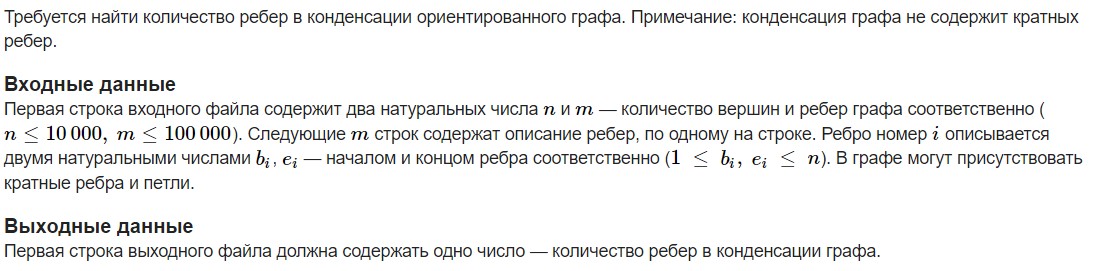 Требуется найти количество ребер в конденсации ориентированного графа. Примечание: конденсация графа не содержит кратных
ребер.
Входные данные
Первая строка входного файла содержит два натуральных числа n и m — количество вершин и ребер графа соответственно (
n ≤ 10 000, m ≤ 100 000). Следующие m строк содержат описание ребер, по одному на строке. Ребро номер i описывается
двумя натуральными числами b_i, e_i — началом и концом ребра соответственно (1 ≤ b_i, e_i ≤ n). В графе могут присутствовать
кратные ребра и петли.
Выходные данные
Первая строка выходного файла должна содержать одно число — количество ребер в конденсации графа.